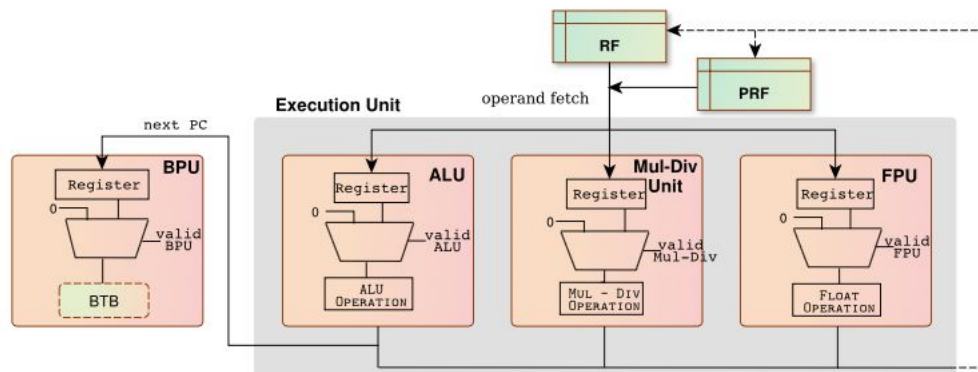 RF
PRF
operand fetch
Execution Unit
next PC
BPU
Register
0
valid
BPU
BTB
ALU
Register
0
valid
ALU
ALU
OPERATION
Mul-Div
Unit
Register
0
valid
Mul-Div
MUL - DIV
OPERATION
FPU
Register
0
valid
FPU
FLOAT
OPERATION